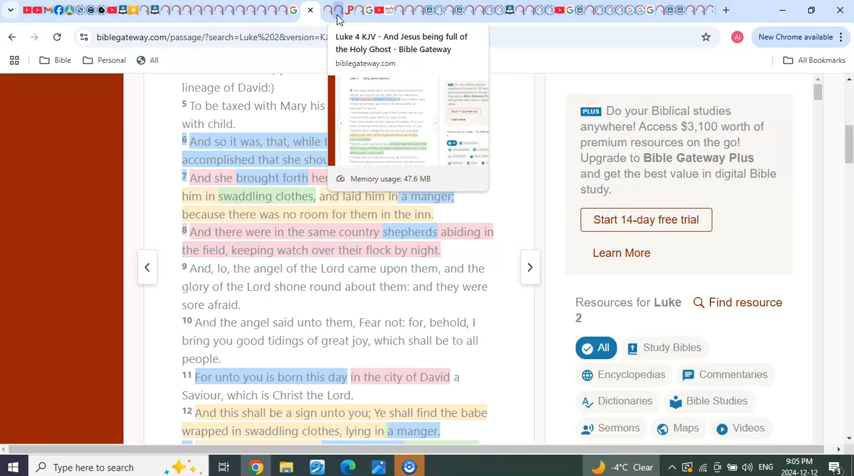 biblegateway.com/passage/?search=Luke%202&version=KJ
New Chrome available
Bible
Papers
All
All Bookmarks
Luke 4 KJV - And Jesus being full of
the Holy Ghost - Bible Gateway
biblegateway.com
Memory usage: 47.6 MB
lineage of David:)
5 To be taxed with Mary his
with child.
6 And so it was, that, while t
accomplished that she shou
7 And she brought forth her
him in swaddling clothes, and laid him in a manger;
because there was no room for them in the inn.
8 And there were in the same country shepherds abiding in
the field, keeping watch over their flock by night.
9 And, lo, the angel of the Lord came upon them, and the
glory of the Lord shone round about them: and they were
sore afraid.
10 And the angel said unto them, Fear not: for, behold, I
bring you good tidings of great joy, which shall be to all
people.
11 For unto you is born this day in the city of David a
Saviour, which is Christ the Lord.
12 And this shall be a sign unto you; Ye shall find the babe
wrapped in swaddling clothes, lying in a manger.
PLUS Do your Biblical studies
anywhere! Access $3,100 worth of
premium resources on the go!
Upgrade to Bible Gateway Plus
and get the best value in digital Bible
study.
Start 14-day free trial
Learn More
Resources for Luke
2
Find resource
All
Study Bibles
Encyclopedias
Commentaries
Dictionaries
Bible Studies
Sermons
Maps
Videos
Type here to search
-4°C Clear
ENG
9:05 PM
2024-12-12